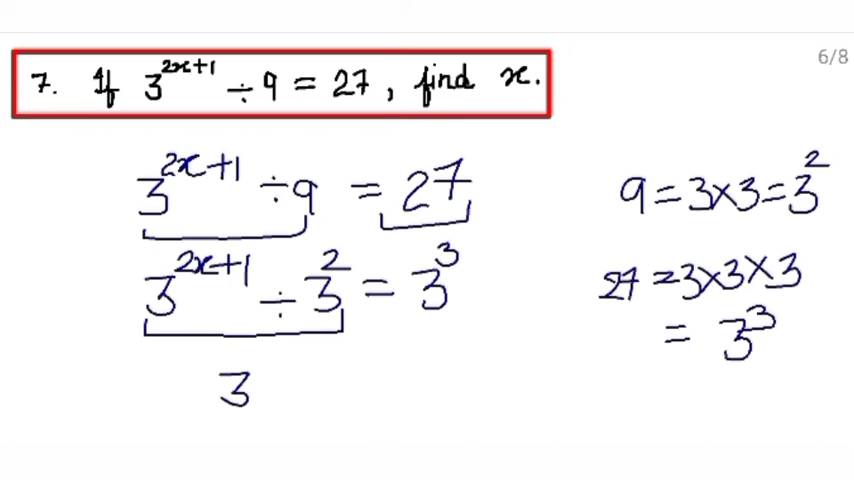 6/8
7. If 3^(2x+1) ÷ 9 = 27, find x.
3^(2x+1) ÷ 9 = 27
9 = 3×3 = 3^2
3^(2x+1) ÷ 3^2 = 3^3
27 = 3×3×3
= 3^3
3